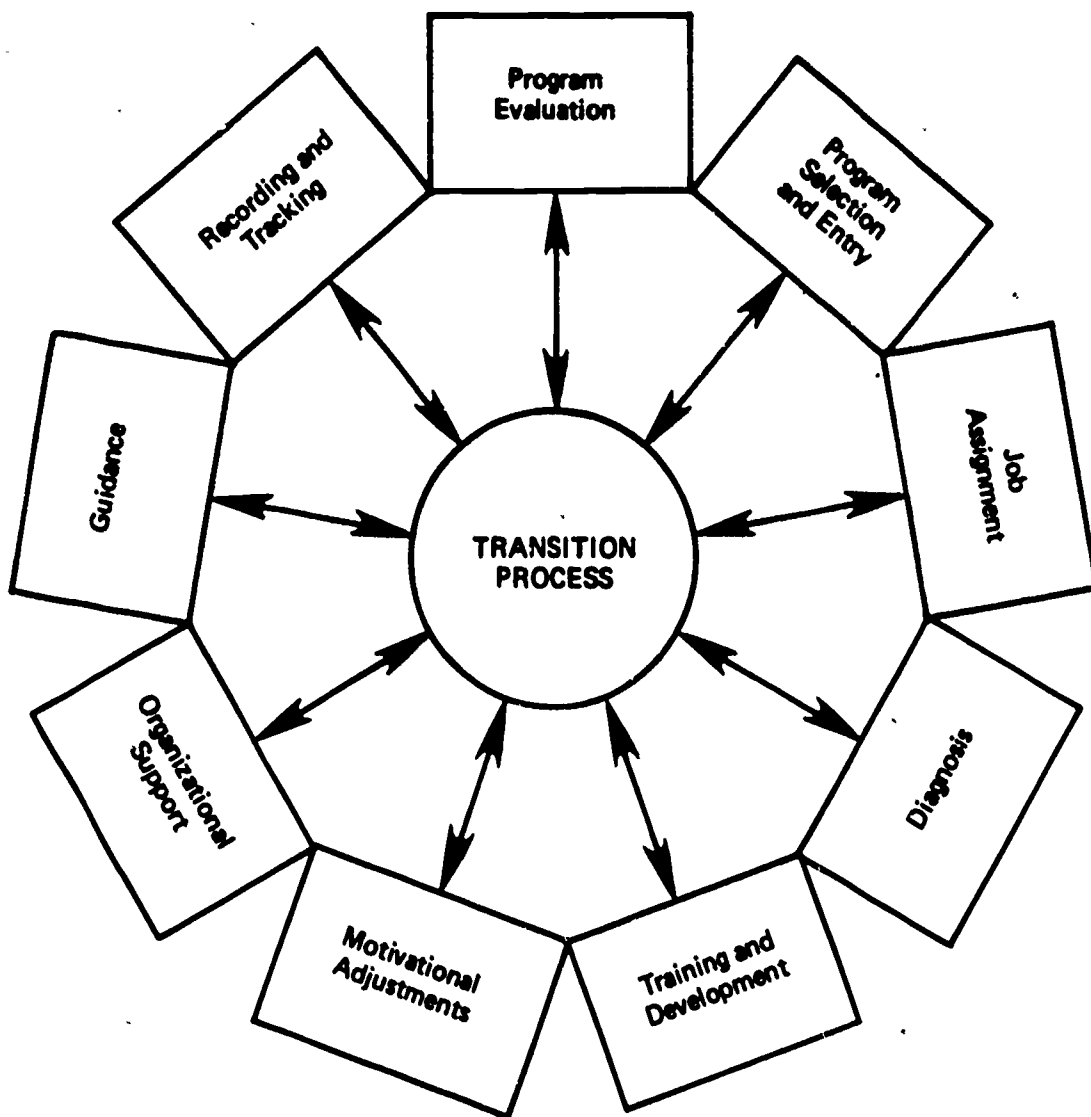 Program
Evaluation
Program
Selection
and Entry
Job
Assignment
Diagnosis
Training and
Development
Motivational
Adjustments
Organizational
Support
Guidance
Recording and
Tracking
TRANSITION
PROCESS